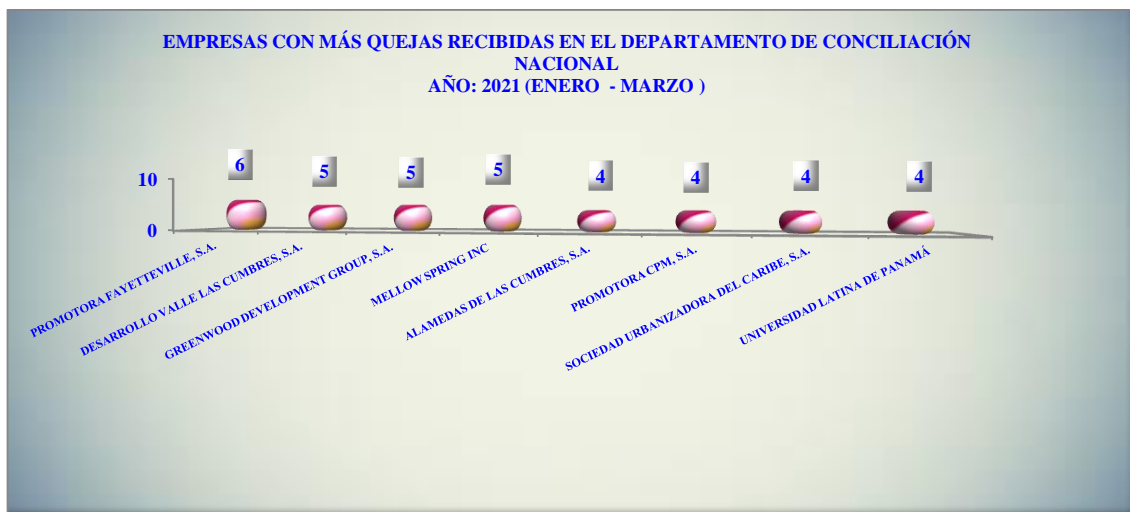 EMPRESAS CON MÁS QUEJAS RECIBIDAS EN EL DEPARTAMENTO DE CONCILIACIÓN
NACIONAL
AÑO: 2021 (ENERO - MARZO )
6
5
5
5
4
4
4
4
10
0
PROMOTORA FAYETTEVILLE, S.A.
DESARROLLO VALLE LAS CUMBRES, S.A.
GREENWOOD DEVELOPMENT GROUP, S.A.
MELLOW SPRING INC
ALAMEDAS DE LAS CUMBRES, S.A.
PROMOTORA CPM, S.A.
SOCIEDAD URBANIZADORA DEL CARIBE, S.A.
UNIVERSIDAD LATINA DE PANAMÁ